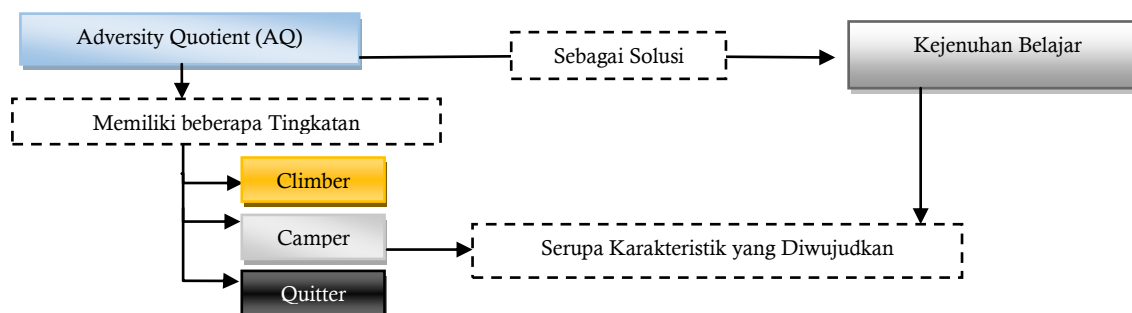 Adversity Quotient (AQ)
Sebagai Solusi
Kejenuhan Belajar
Memiliki beberapa Tingkatan
Climber
Camper
Serupa Karakteristik yang Diwujudkan
Quitter